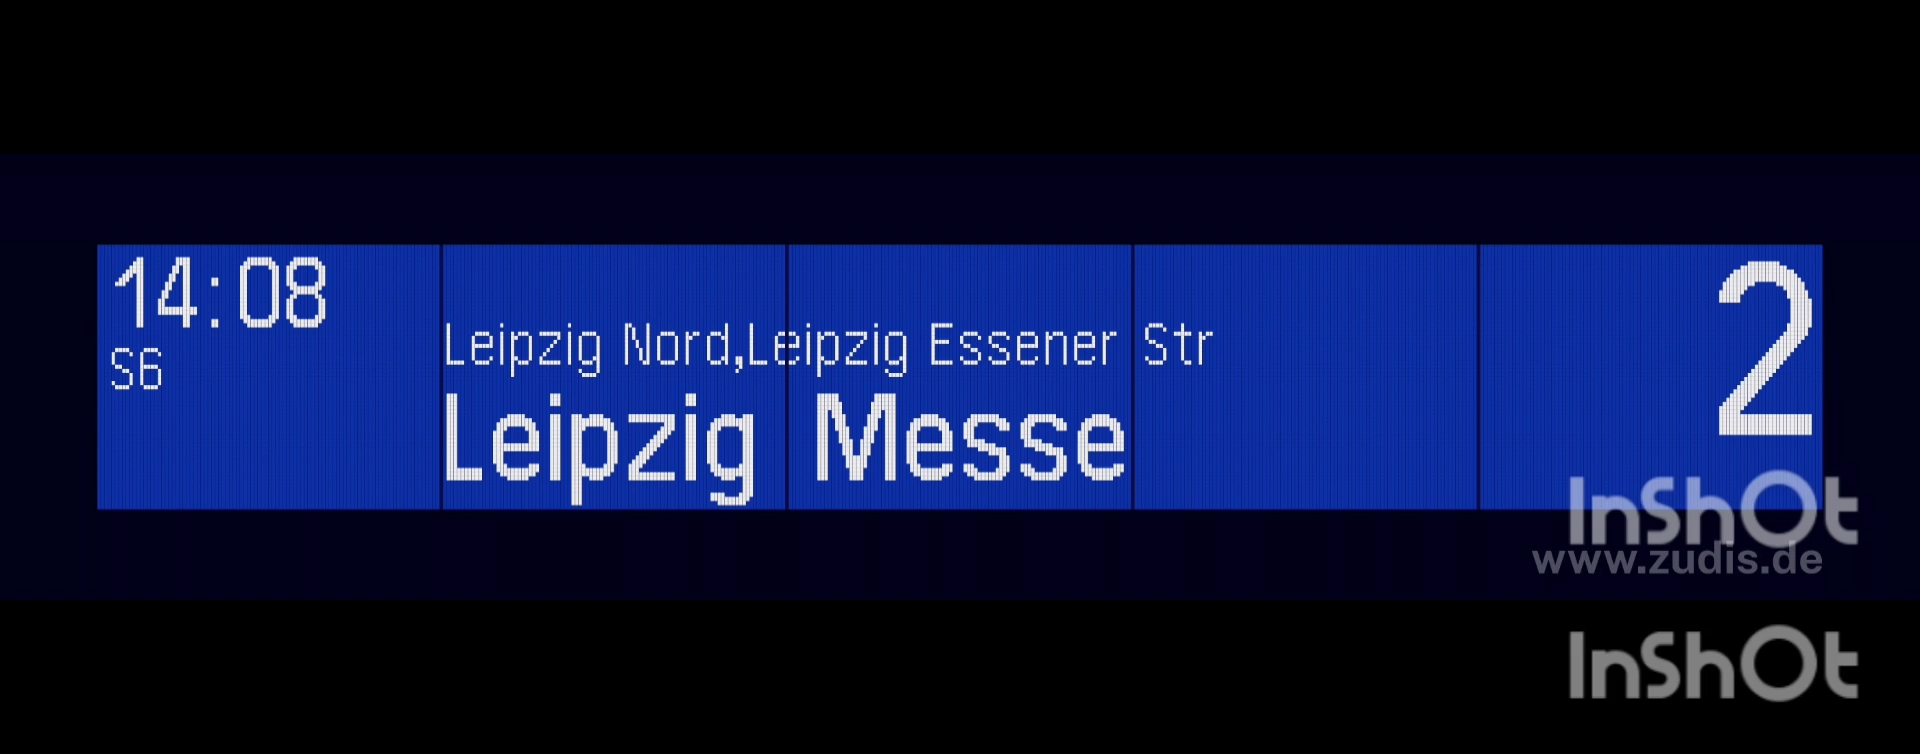 14:08
S6
Leipzig Nord,Leipzig Essener Str
Leipzig Messe
2
InShOt
www.zudis.de
InShOt